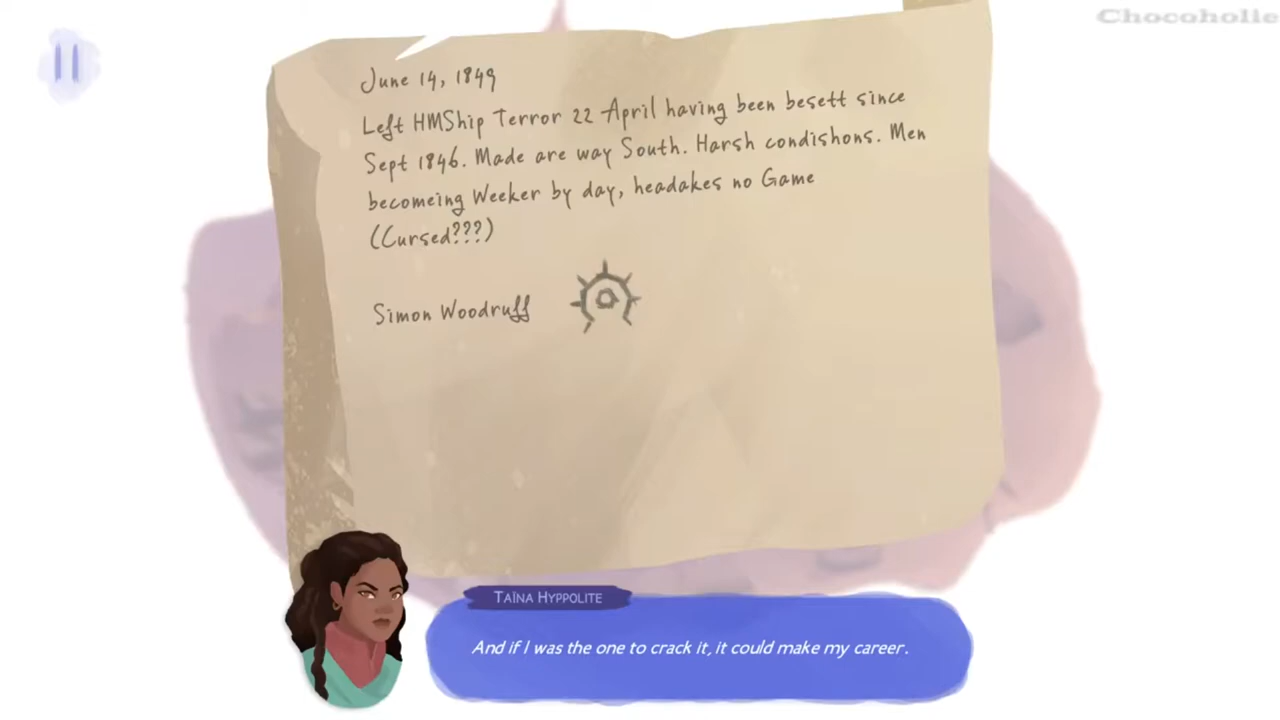 Chocoholic
June 14, 1849
Left HMShip Terror 22 April having been besett since
Sept 1846. Made are way South. Harsh condishons. Men
becomeing Weeker by day, headakes no Game
(Cursed???)
Simon Woodruff
TAÏNA HYPPOLITE
And if I was the one to crack it, it could make my career.